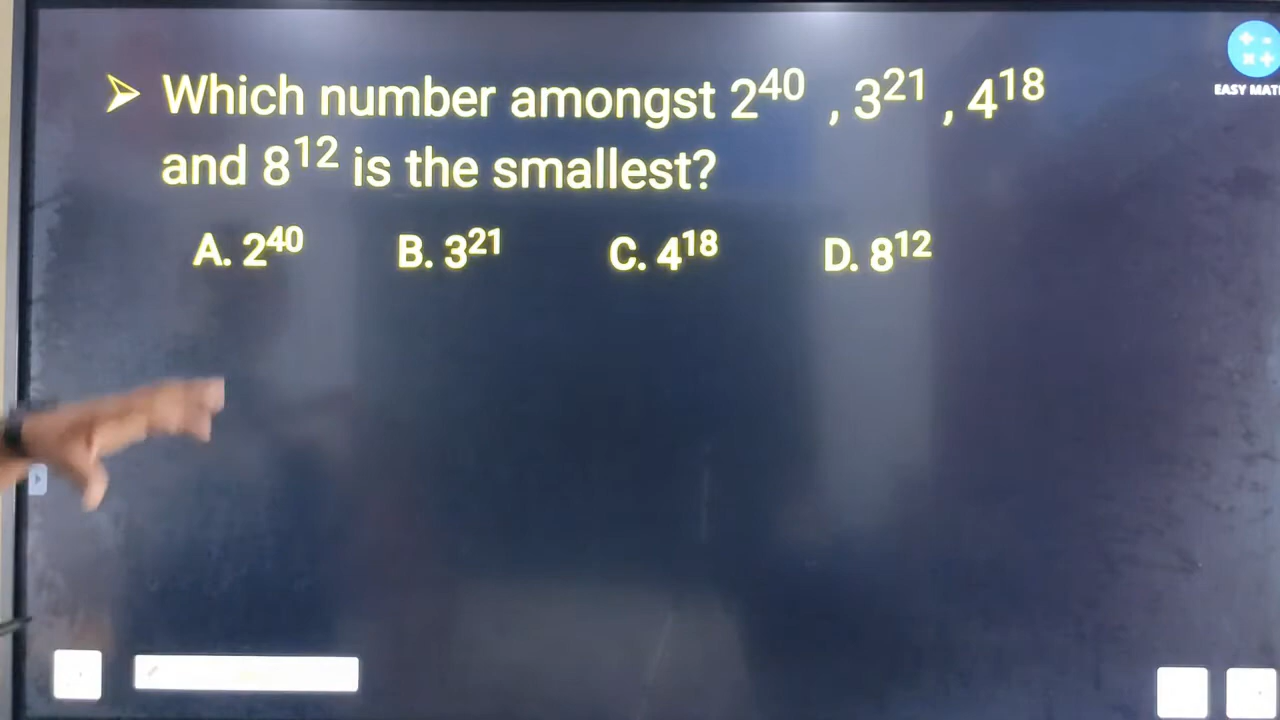 ➤ Which number amongst 2⁴⁰ , 3²¹ , 4¹⁸
and 8¹² is the smallest?
A. 2⁴⁰ B. 3²¹ C. 4¹⁸ D. 8¹²
EASY MAT